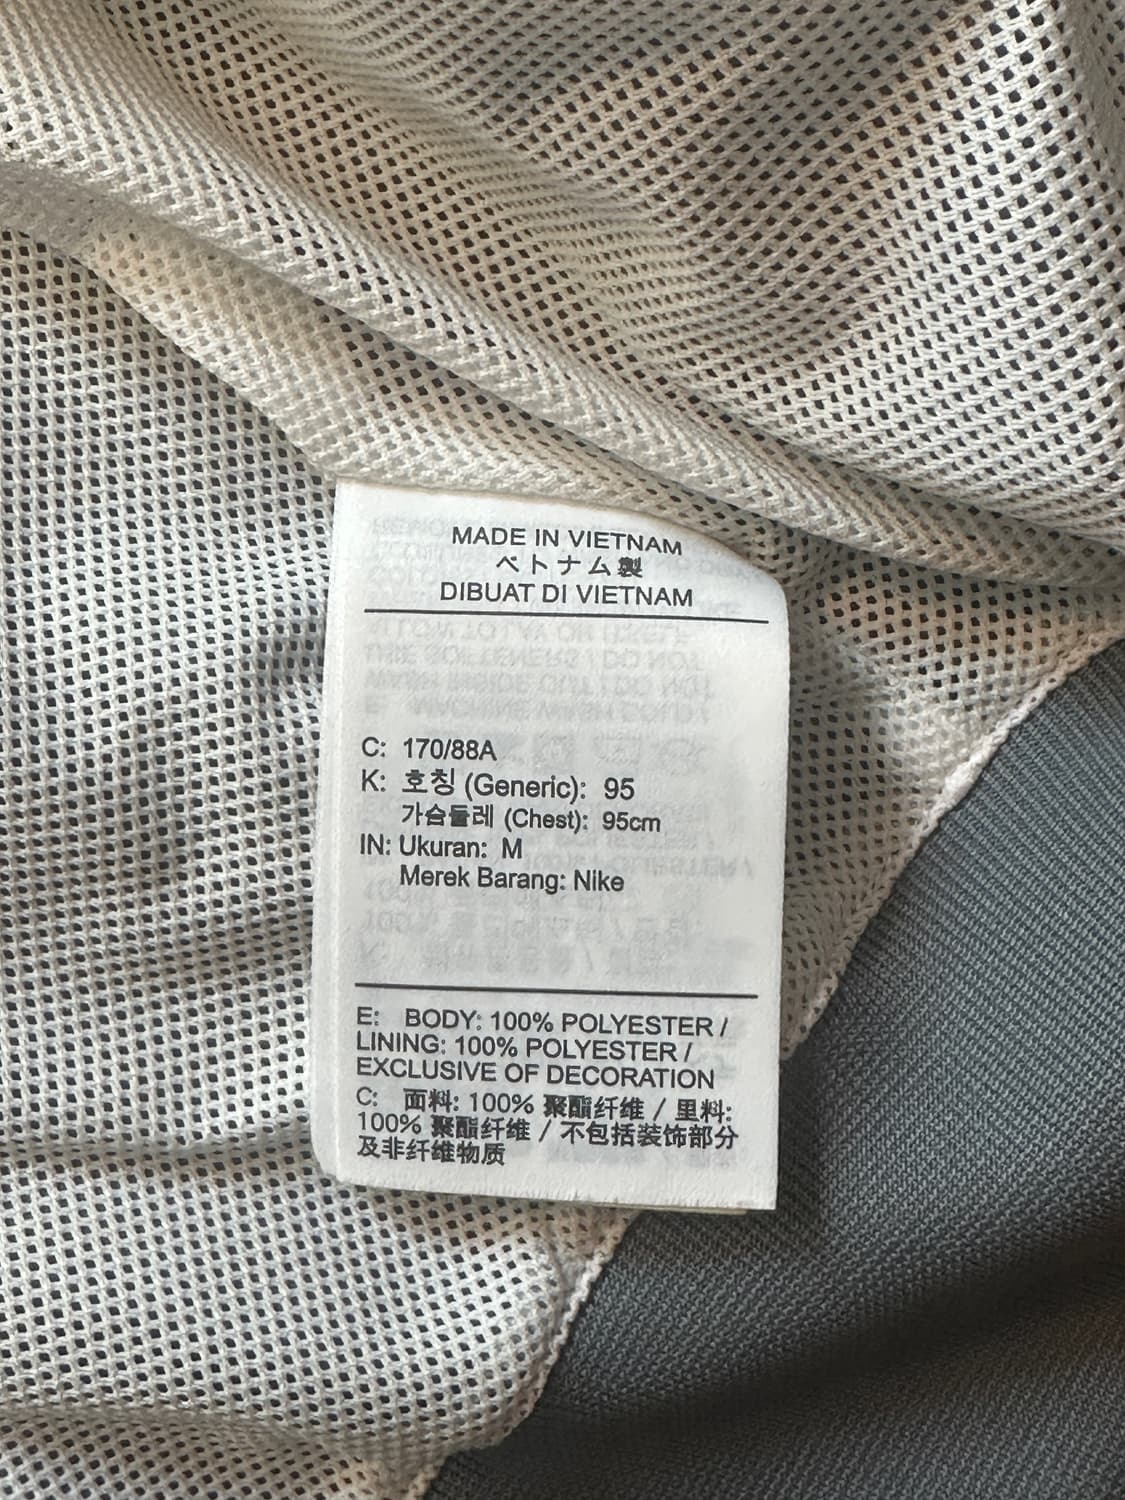 MADE IN VIETNAM
ベトナム製
DIBUAT DI VIETNAM
C: 170/88A
K: 호칭 (Generic): 95
가슴둘레 (Chest): 95cm
IN: Ukuran: M
Merek Barang: Nike
E: BODY: 100% POLYESTER /
LINING: 100% POLYESTER /
EXCLUSIVE OF DECORATION
C: 面料: 100% 聚酯纤维 / 里料:
100% 聚酯纤维 / 不包括装饰部分
及非纤维物质